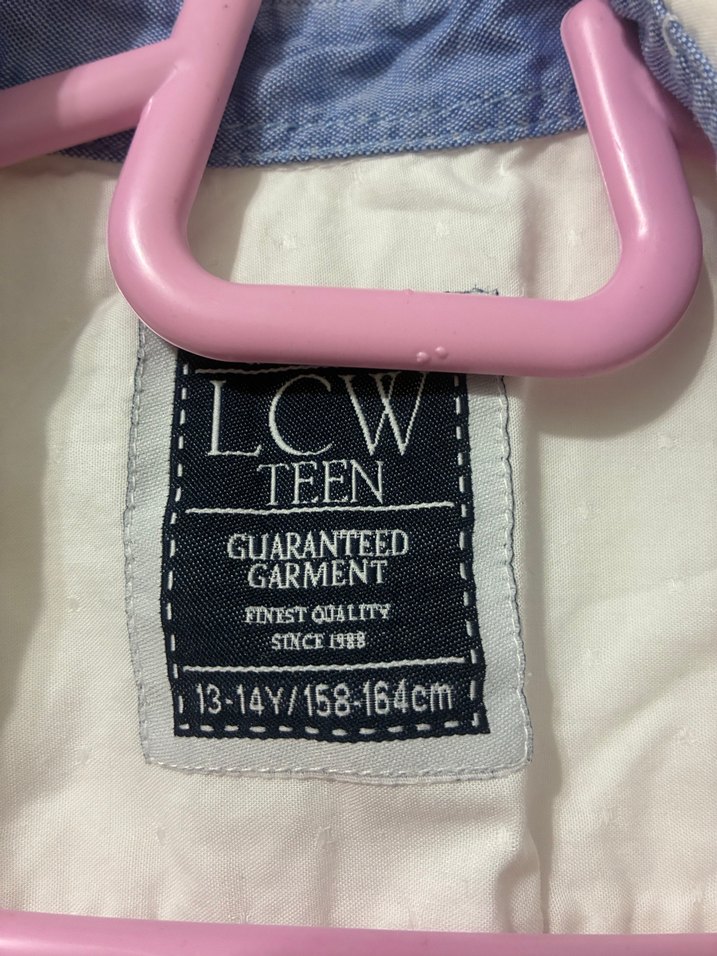 LCW
TEEN
GUARANTEED
GARMENT
FINEST QUALITY
SINCE 1988
13-14Y/158-164cm